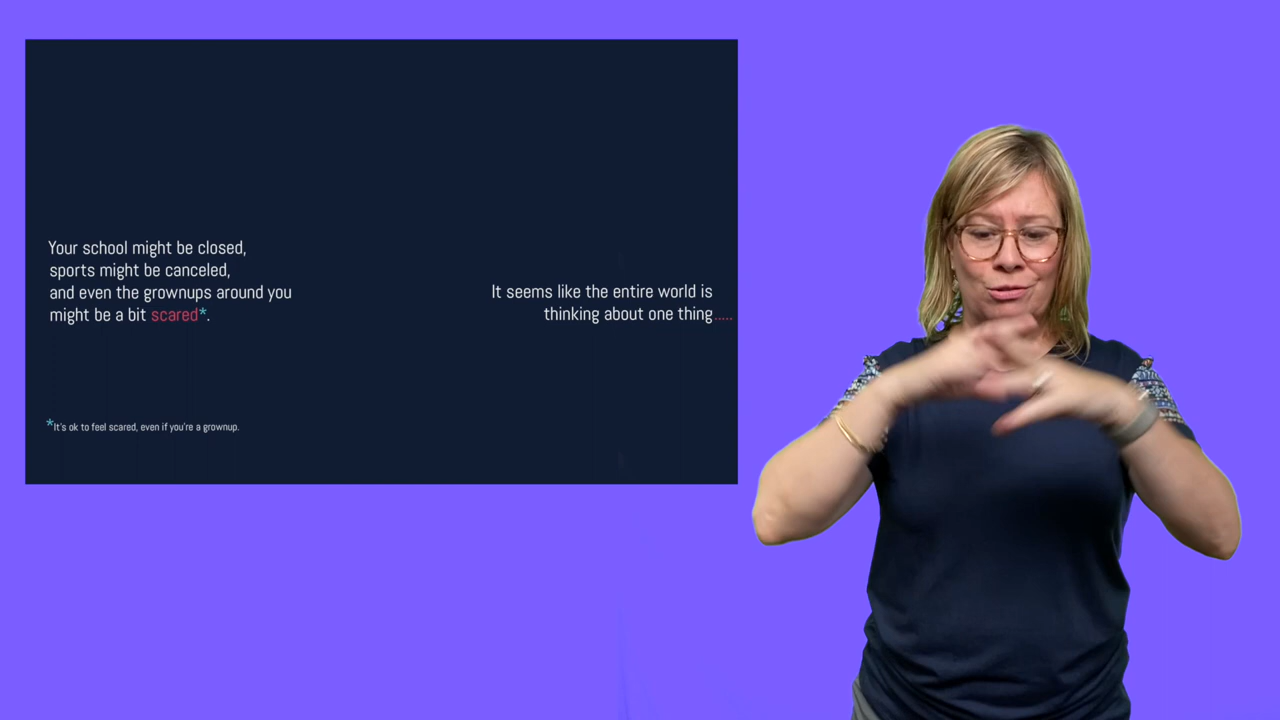 Your school might be closed,
sports might be canceled,
and even the grownups around you
might be a bit scared*.
*It's ok to feel scared, even if you're a grownup.
It seems like the entire world is
thinking about one thing.....